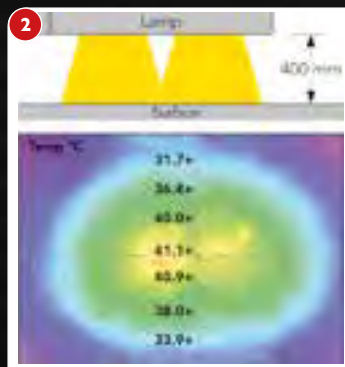 2
Lamp
400 mm
Surface
Temp °C
31.7+
36.8+
40.0+
41.1+
40.9+
38.0+
33.9+